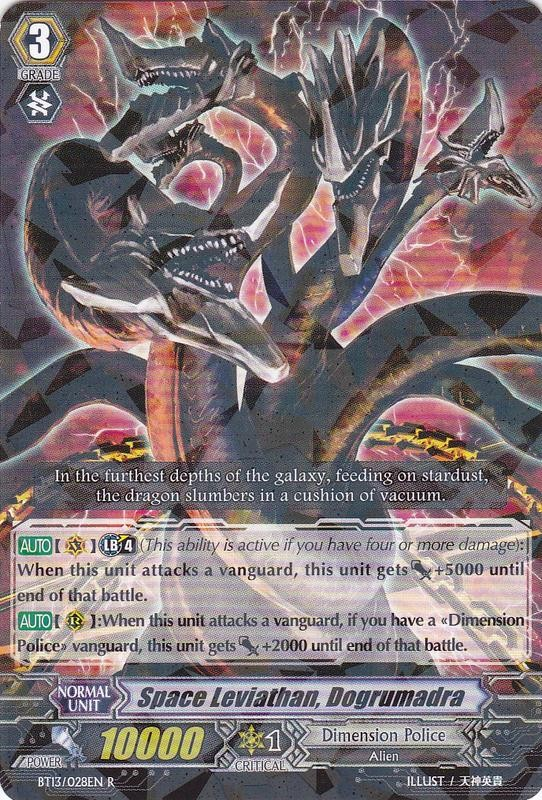 3
GRADE
In the furthest depths of the galaxy, feeding on stardust,
the dragon slumbers in a cushion of vacuum.
AUTO【 V 】LB 4 (This ability is active if you have four or more damage):
When this unit attacks a vanguard, this unit gets +5000 until
end of that battle.
AUTO【 R 】:When this unit attacks a vanguard, if you have a «Dimension
Police» vanguard, this unit gets +2000 until end of that battle.
NORMAL
UNIT
Space Leviathan, Dogrumadra
POWER
10000
1
CRITICAL
Dimension Police
Alien
BT13/028EN R
ILLUST / 天神英貴